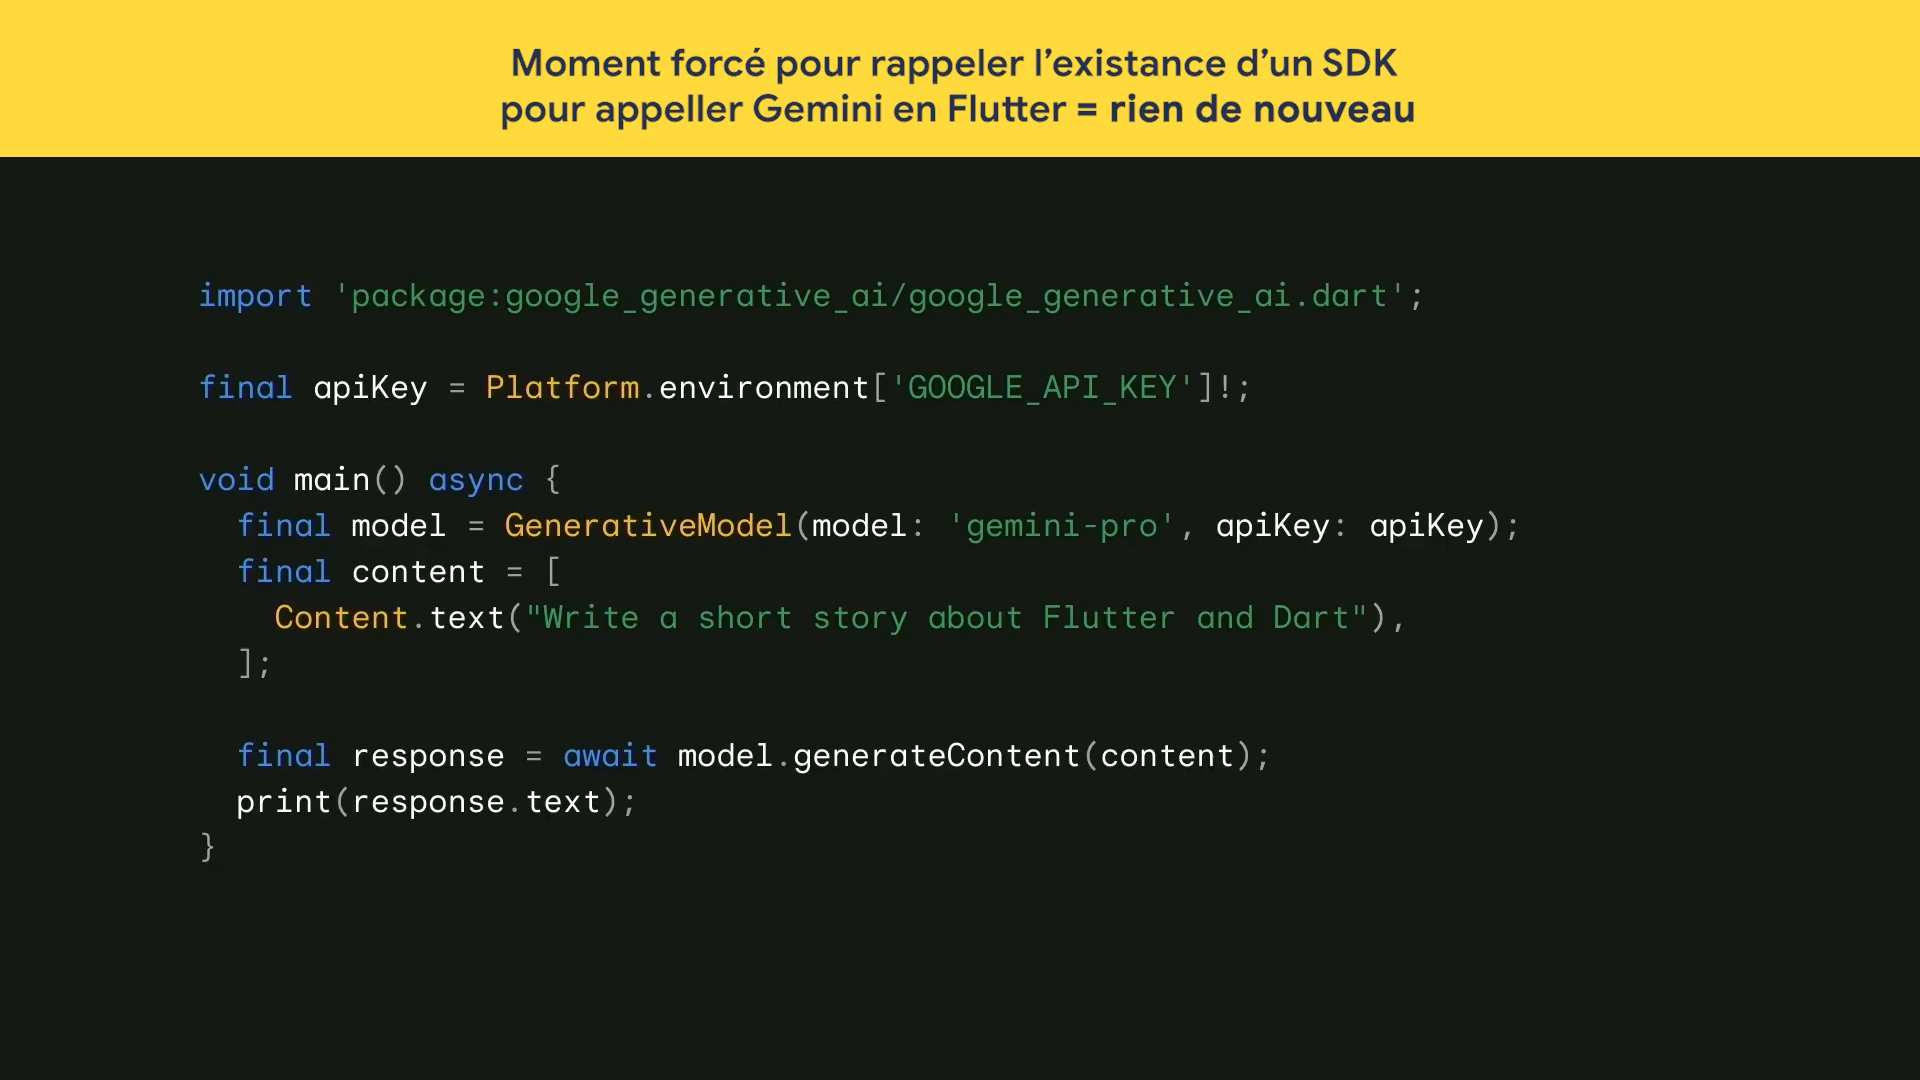 Moment forcé pour rappeler l’existance d’un SDK
pour appeller Gemini en Flutter = rien de nouveau
import 'package:google_generative_ai/google_generative_ai.dart';
final apiKey = Platform.environment['GOOGLE_API_KEY']!;
void main() async {
  final model = GenerativeModel(model: 'gemini-pro', apiKey: apiKey);
  final content = [
    Content.text("Write a short story about Flutter and Dart"),
  ];
  final response = await model.generateContent(content);
  print(response.text);
}